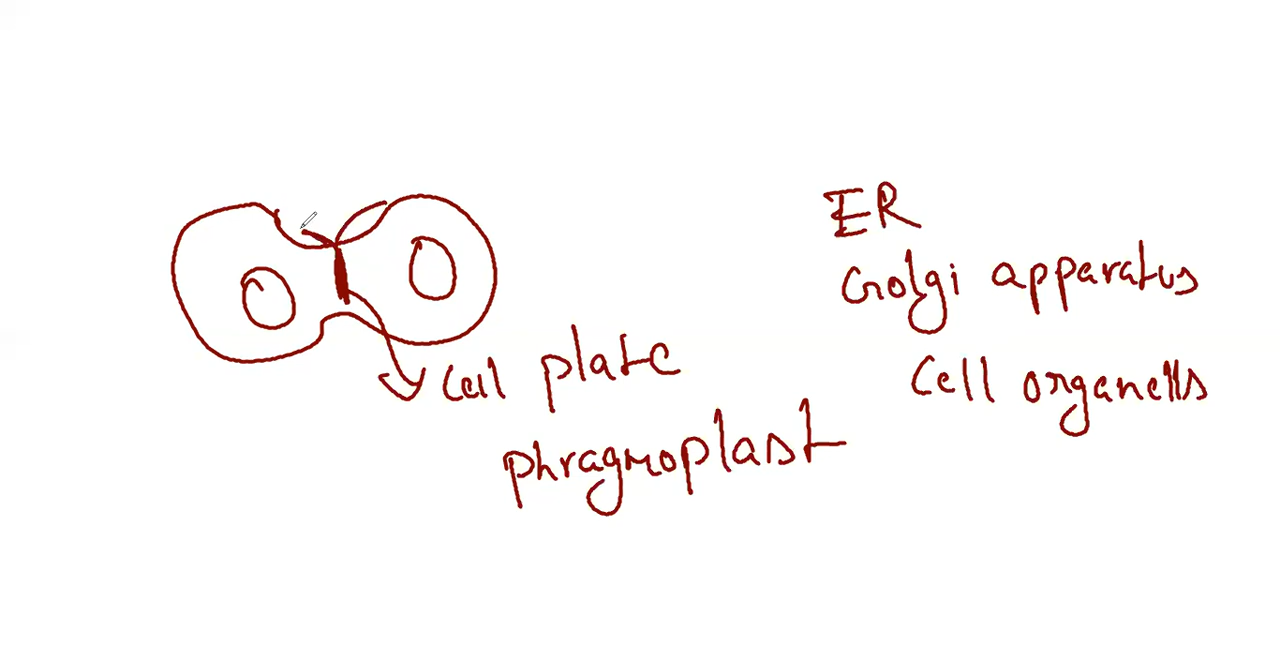 ER
Golgi apparatus
Cell organells
Cell plate
phragmoplast